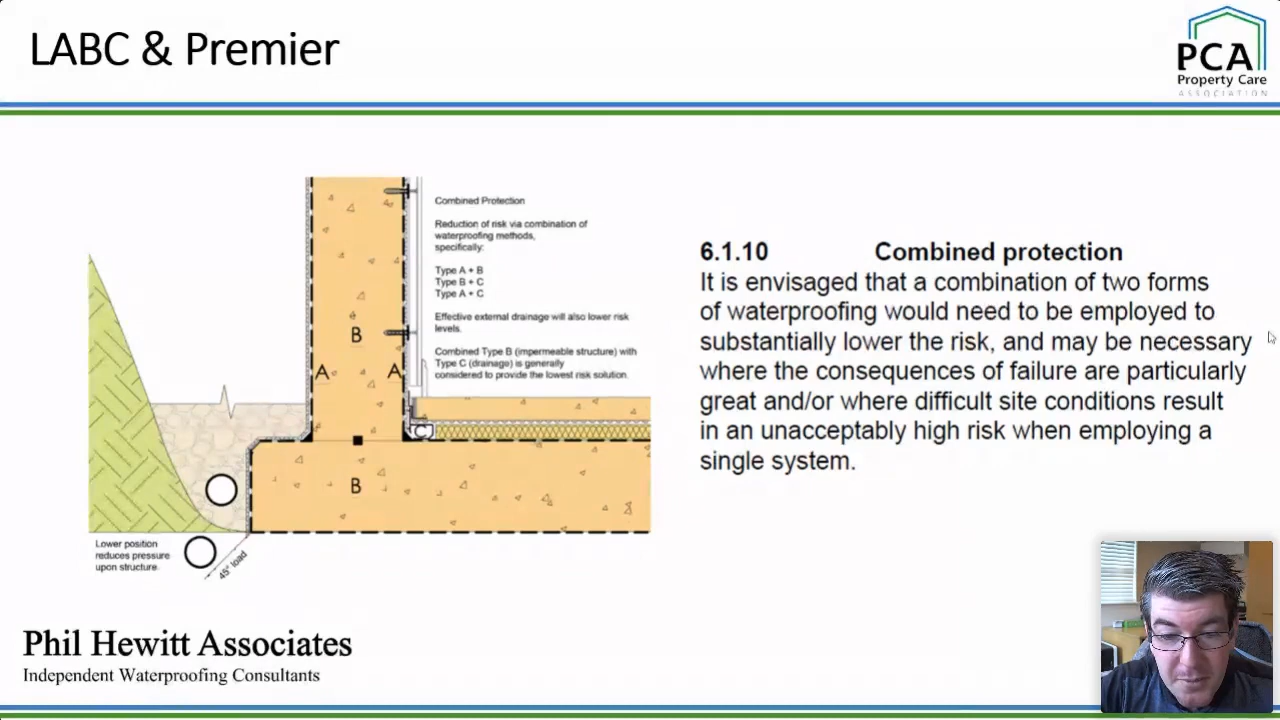 LABC & Premier
PCA
Property Care
ASSOCIATION
Combined Protection
Reduction of risk via combination of
waterproofing methods,
specifically:
Type A + B
Type B + C
Type A + C
Effective external drainage will also lower risk
levels.
Combined Type B (impermeable structure) with
Type C (drainage) is generally
considered to provide the lowest risk solution.
B
A
A
C
B
Lower position
reduces pressure
upon structure.
45° load
6.1.10 Combined protection
It is envisaged that a combination of two forms
of waterproofing would need to be employed to
substantially lower the risk, and may be necessary
where the consequences of failure are particularly
great and/or where difficult site conditions result
in an unacceptably high risk when employing a
single system.
Phil Hewitt Associates
Independent Waterproofing Consultants